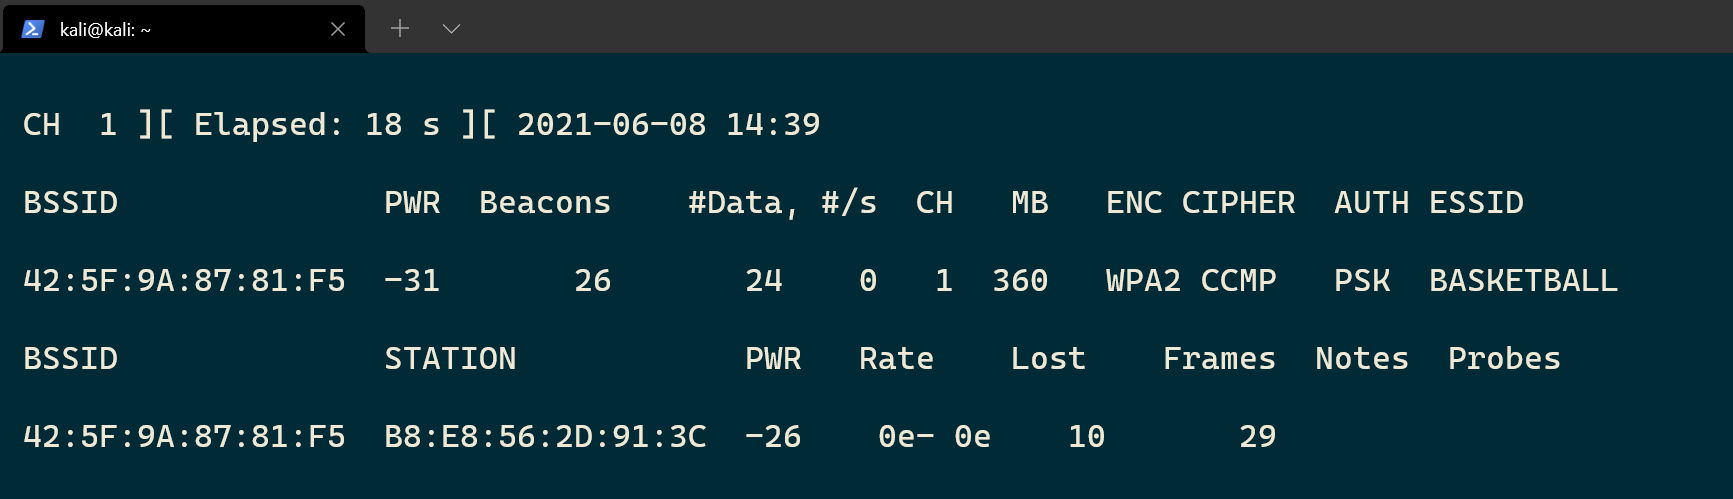 kali@kali: ~
CH  1 ][ Elapsed: 18 s ][ 2021-06-08 14:39
BSSID              PWR  Beacons    #Data, #/s  CH   MB   ENC CIPHER  AUTH ESSID
42:5F:9A:87:81:F5  -31       26       24    0   1  360   WPA2 CCMP   PSK  BASKETBALL
BSSID              STATION            PWR   Rate    Lost    Frames  Notes  Probes
42:5F:9A:87:81:F5  B8:E8:56:2D:91:3C  -26    0e- 0e    10       29